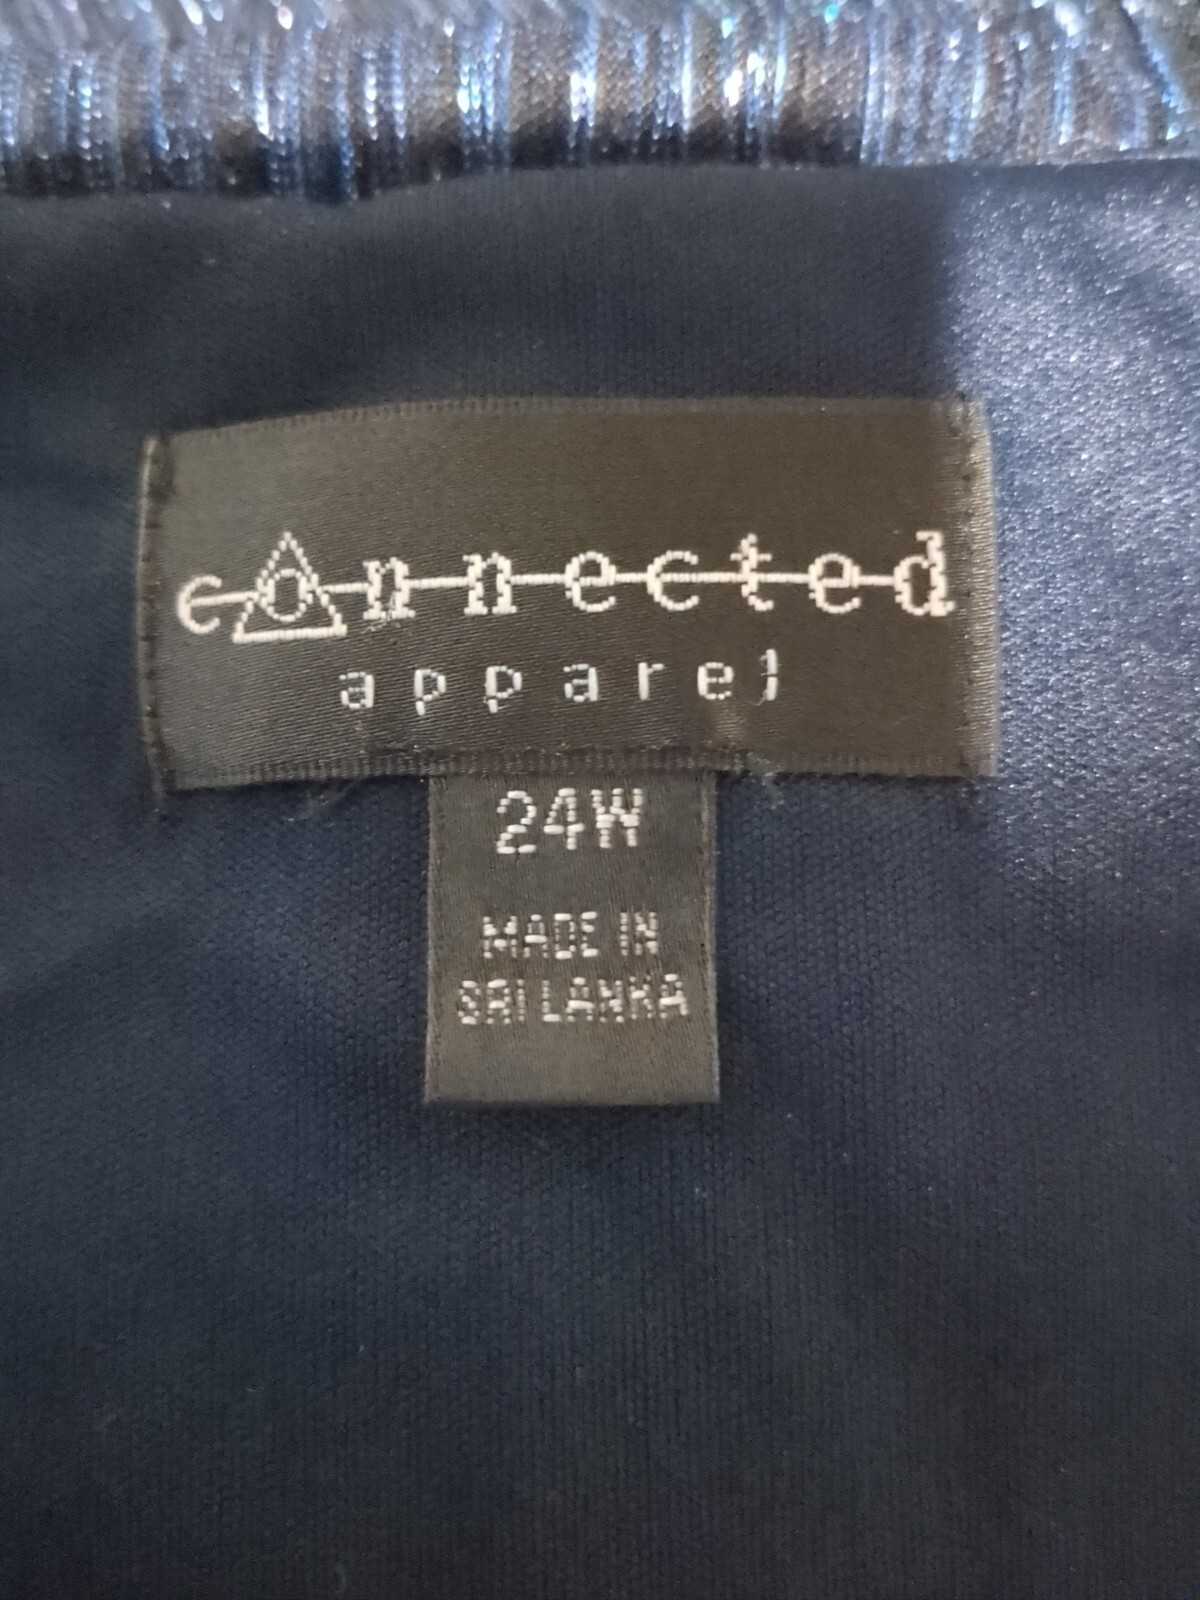 connected
apparel
24W
MADE IN
SRI LANKA